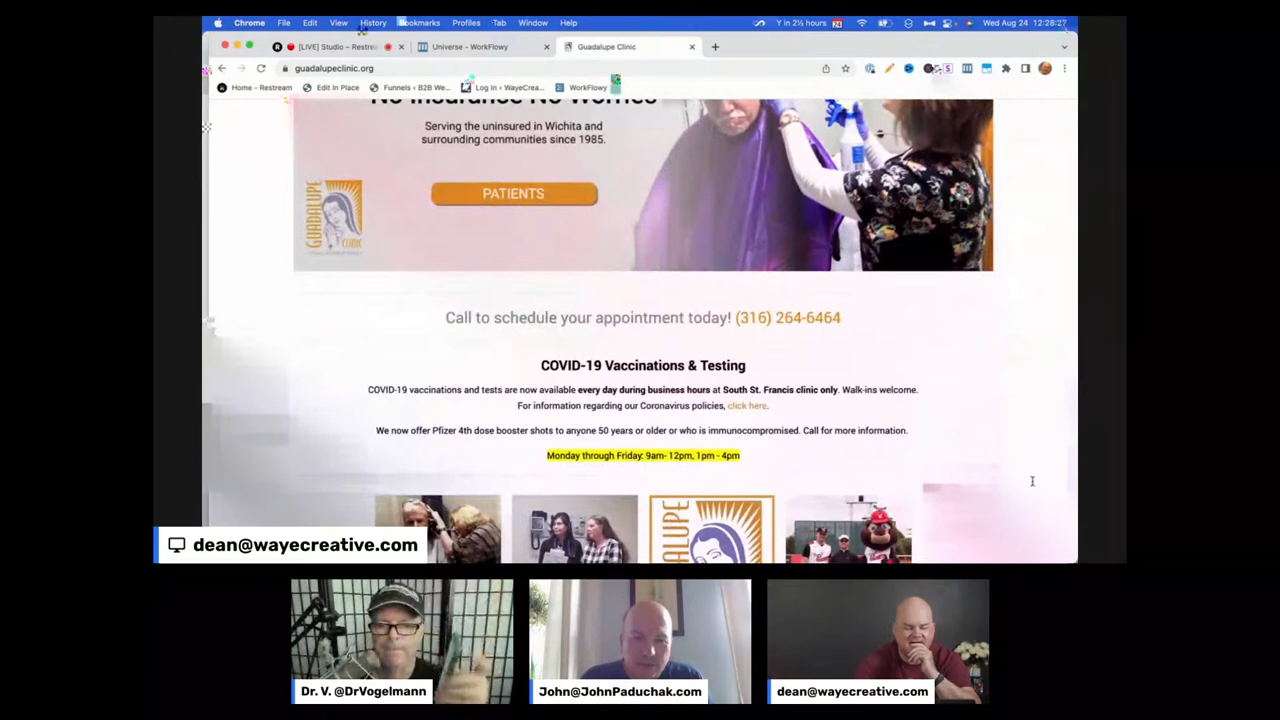 Chrome File Edit View History Bookmarks Profiles Tab Window Help Y in 2½ hours 24 Wed Aug 24 12:28:27
[LIVE] Studio – Restrea Universe - WorkFlowy Guadalupe Clinic
guadalupeclinic.org
Home - Restream Edit In Place Funnels ‹ B2B We... Log In ‹ WayeCrea... WorkFlowy
No Insurance No Worries
Serving the uninsured in Wichita and
surrounding communities since 1985.
PATIENTS
GUADALUPE
CLINIC
Call to schedule your appointment today! (316) 264-6464
COVID-19 Vaccinations & Testing
COVID-19 vaccinations and tests are now available every day during business hours at South St. Francis clinic only. Walk-ins welcome.
For information regarding our Coronavirus policies, click here.
We now offer Pfizer 4th dose booster shots to anyone 50 years or older or who is immunocompromised. Call for more information.
Monday through Friday: 9am- 12pm, 1pm - 4pm
GUADALUPE
dean@wayecreative.com
Dr. V. @DrVogelmann
John@JohnPaduchak.com
dean@wayecreative.com